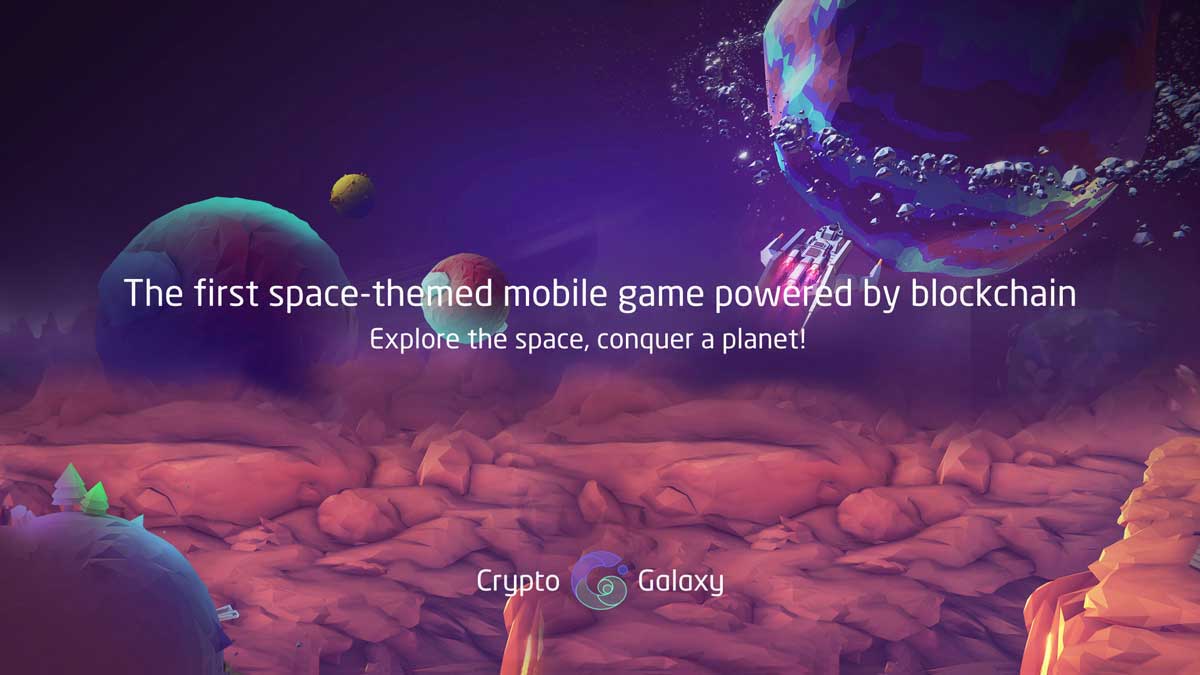 The first space-themed mobile game powered by blockchain
Explore the space, conquer a planet!
Crypto Galaxy